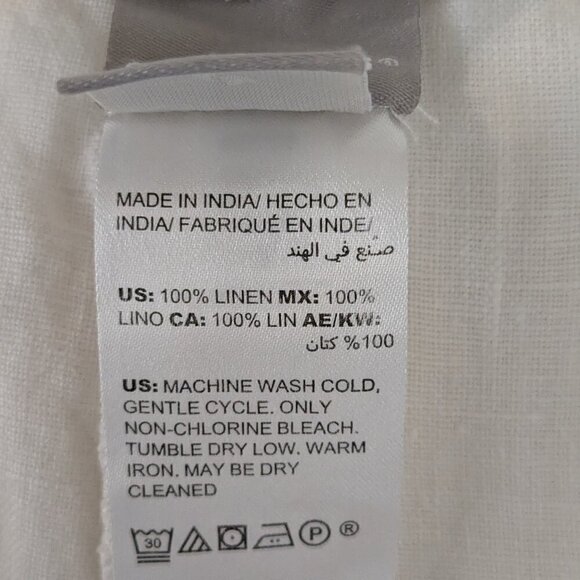 MADE IN INDIA/ HECHO EN
INDIA/ FABRIQUÉ EN INDE/
صنع في الهند
US: 100% LINEN MX: 100%
LINO CA: 100% LIN AE/KW:
100% كتان
US: MACHINE WASH COLD,
GENTLE CYCLE. ONLY
NON-CHLORINE BLEACH.
TUMBLE DRY LOW. WARM
IRON. MAY BE DRY
CLEANED
30 P ®